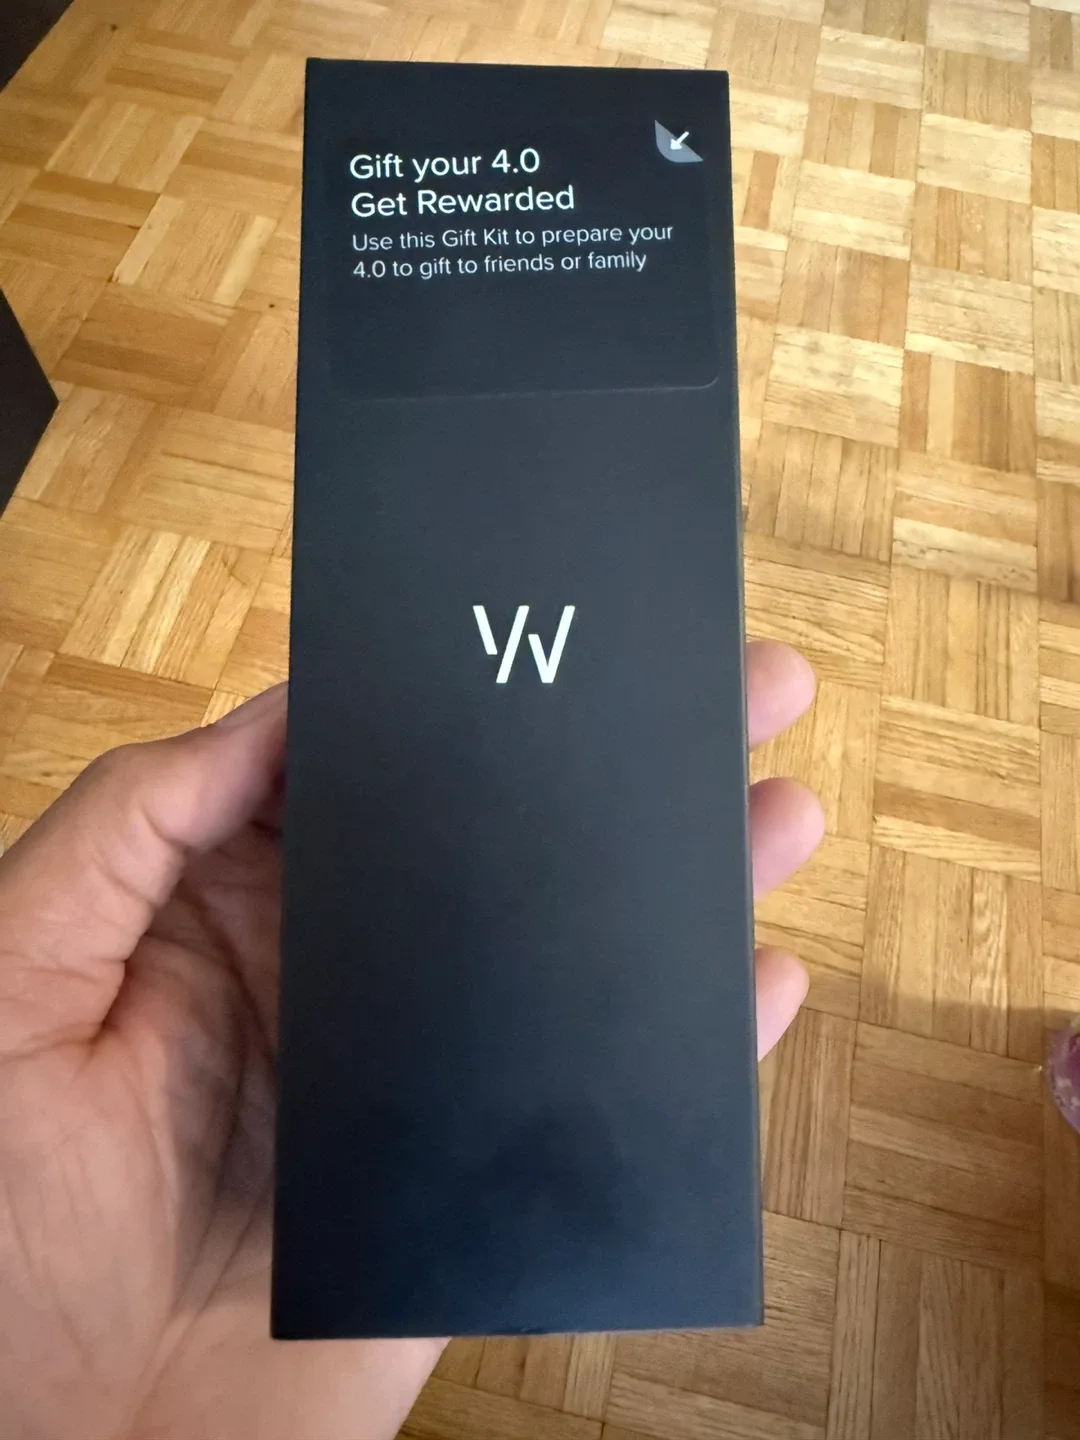 Gift your 4.0
Get Rewarded
Use this Gift Kit to prepare your
4.0 to gift to friends or family
W